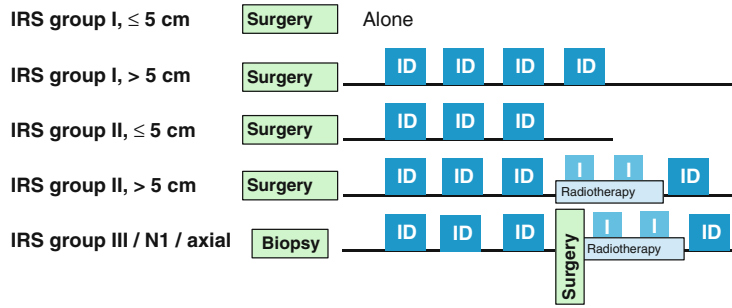 IRS group I, ≤ 5 cm Surgery Alone
IRS group I, > 5 cm Surgery ID ID ID ID
IRS group II, ≤ 5 cm Surgery ID ID ID
IRS group II, > 5 cm Surgery ID ID ID I I ID
Radiotherapy
IRS group III / N1 / axial Biopsy ID ID ID Surgery I I ID
Radiotherapy